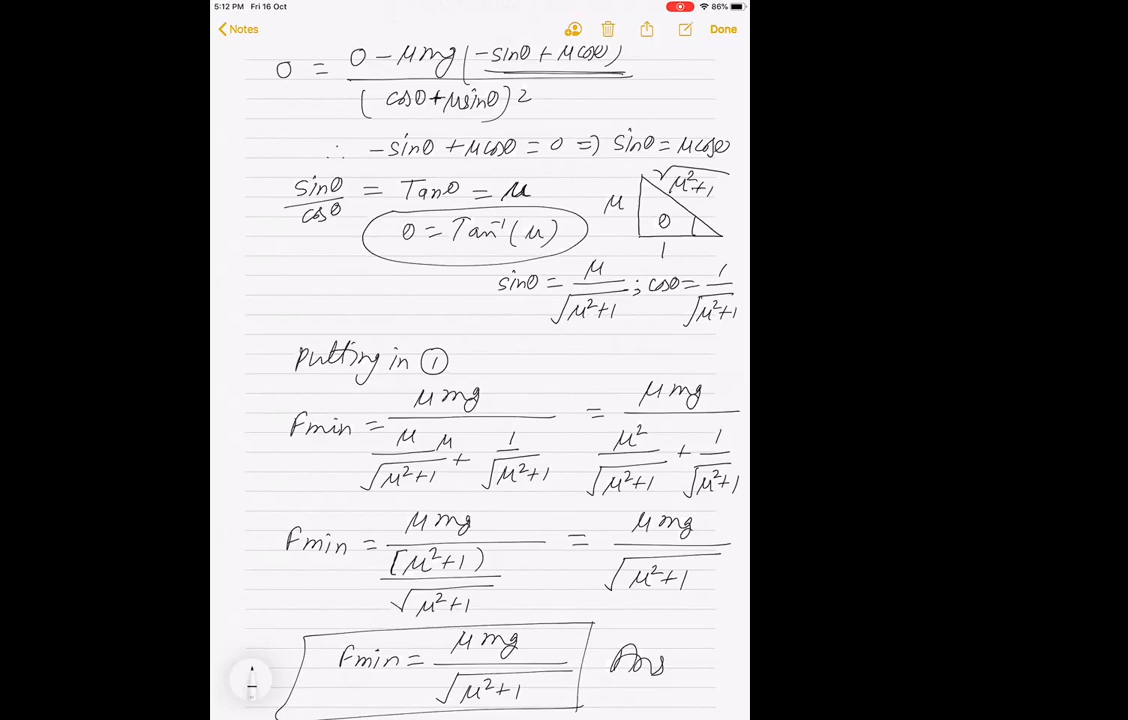 5:12 PM Fri 16 Oct 86%
Notes Done
0 = (0 - μmg(-sinθ + μcosθ)) / (cosθ + μsinθ)2
∴ -sinθ + μcosθ = 0 => sinθ = μcosθ
sinθ/cosθ = Tanθ = μ
θ = Tan⁻¹(μ)
μ θ 1 √μ²+1
sinθ = μ/√μ²+1 ; cosθ = 1/√μ²+1
Putting in ①
Fmin = μmg / (μ/√μ²+1 μ + 1/√μ²+1) = μmg / (μ²/√μ²+1 + 1/√μ²+1)
Fmin = μmg / ([μ²+1)/√μ²+1) = μmg/√μ²+1
Fmin = μmg/√μ²+1 Ans